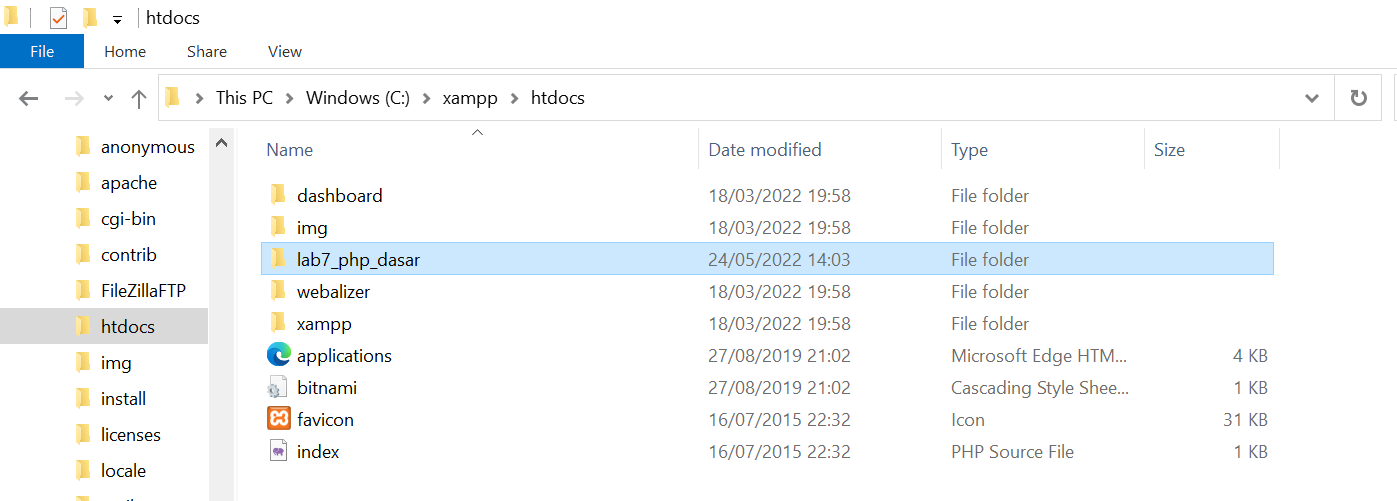 htdocs
File Home Share View
This PC Windows (C:) xampp htdocs
anonymous
apache
cgi-bin
contrib
FileZillaFTP
htdocs
img
install
licenses
locale
Name Date modified Type Size
dashboard 18/03/2022 19:58 File folder
img 18/03/2022 19:58 File folder
lab7_php_dasar 24/05/2022 14:03 File folder
webalizer 18/03/2022 19:58 File folder
xampp 18/03/2022 19:58 File folder
applications 27/08/2019 21:02 Microsoft Edge HTM... 4 KB
bitnami 27/08/2019 21:02 Cascading Style Shee... 1 KB
favicon 16/07/2015 22:32 Icon 31 KB
index 16/07/2015 22:32 PHP Source File 1 KB